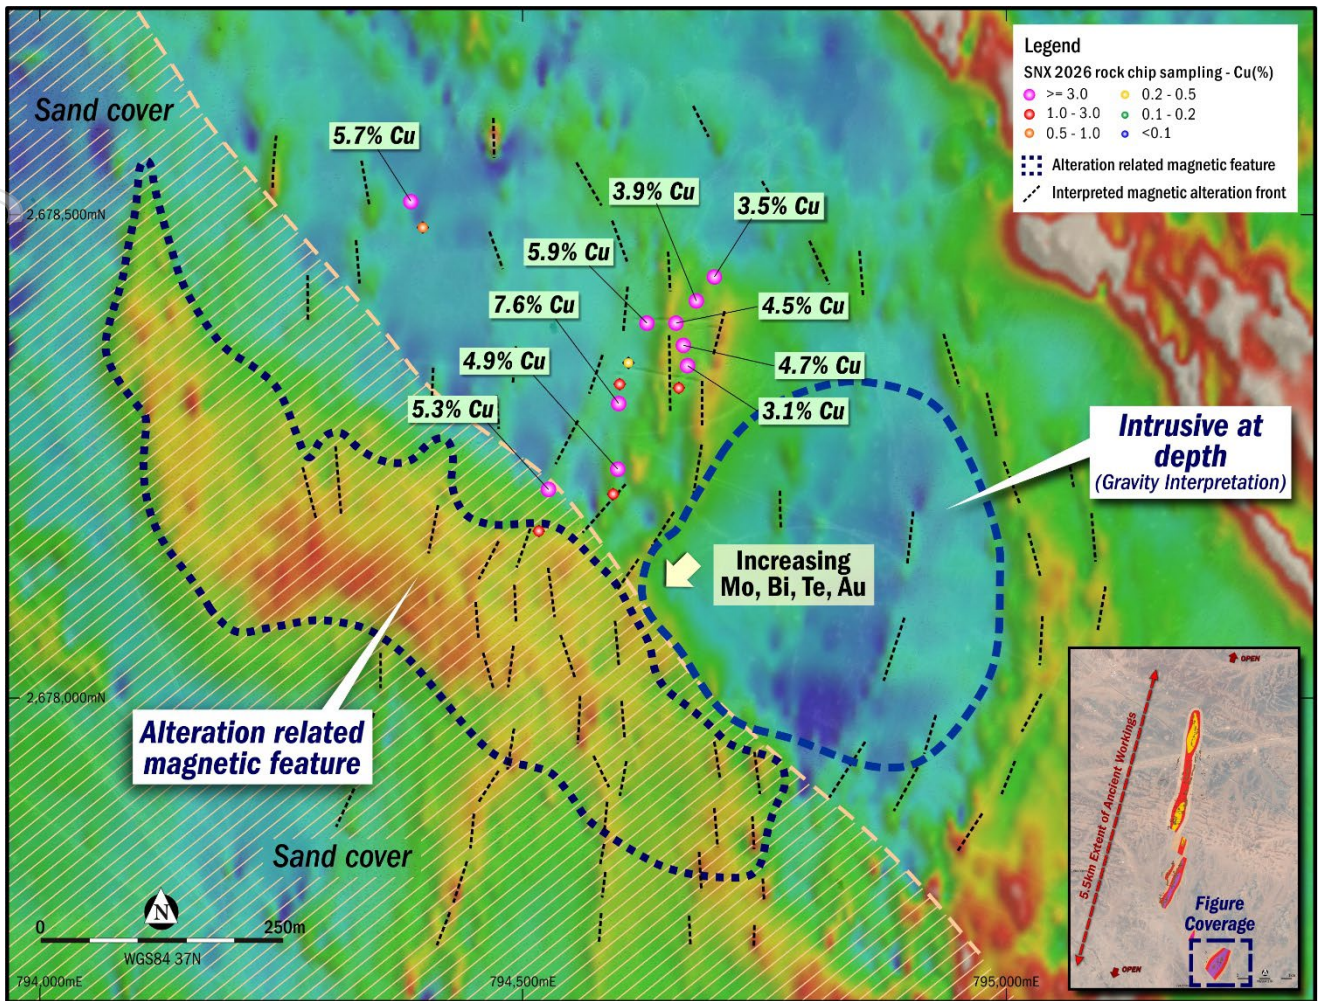 Legend
SNX 2026 rock chip sampling - Cu(%)
>= 3.0
1.0 - 3.0
0.5 - 1.0
0.2 - 0.5
0.1 - 0.2
<0.1
Alteration related magnetic feature
Interpreted magnetic alteration front
Sand cover
5.7% Cu
3.9% Cu
3.5% Cu
2,678,500mN
5.9% Cu
7.6% Cu
4.5% Cu
4.9% Cu
4.7% Cu
5.3% Cu
3.1% Cu
Intrusive at
depth
(Gravity Interpretation)
Increasing
Mo, Bi, Te, Au
2,678,000mN
Alteration related
magnetic feature
Sand cover
N
0
250m
WGS84 37N
794,000mE
794,500mE
795,000mE
OPEN
5.5km Extent of Ancient Workings
Figure
Coverage
OPEN